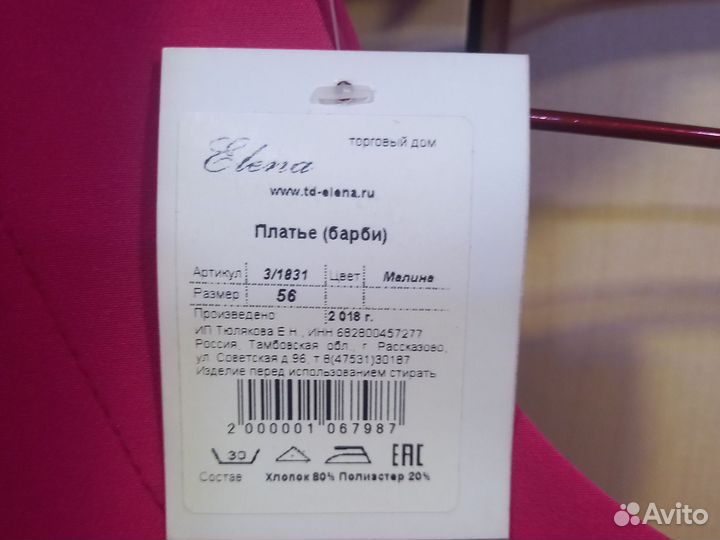 Elena торговый дом
www.td-elena.ru
Платье (барби)
Артикул 3/1831 Цвет Малина
Размер 56
Произведено 2 018 г.
ИП Тюлякова Е.Н., ИНН 682800457277
Россия, Тамбовская обл., г. Рассказово,
ул. Советская д.96, т 8(47531)30187
Изделие перед использованием стирать
2 000001 067987
30 EAC
Состав Хлопок 80% Полиэстер 20%
Avito